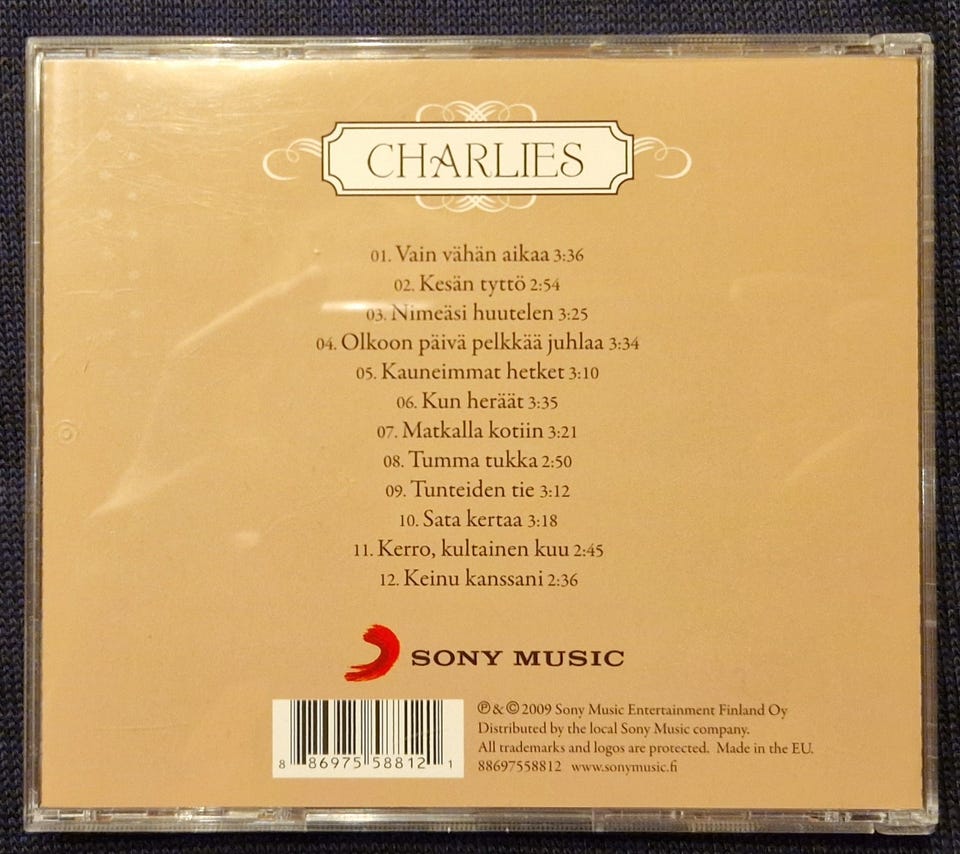 CHARLIES
01. Vain vähän aikaa 3:36
02. Kesän tyttö 2:54
03. Nimeäsi huutelen 3:25
04. Olkoon päivä pelkkää juhlaa 3:34
05. Kauneimmat hetket 3:10
06. Kun heräät 3:35
07. Matkalla kotiin 3:21
08. Tumma tukka 2:50
09. Tunteiden tie 3:12
10. Sata kertaa 3:18
11. Kerro, kultainen kuu 2:45
12. Keinu kanssani 2:36
SONY MUSIC
8 86975 58812 1
℗ & © 2009 Sony Music Entertainment Finland Oy
Distributed by the local Sony Music company.
All trademarks and logos are protected. Made in the EU.
88697558812 www.sonymusic.fi